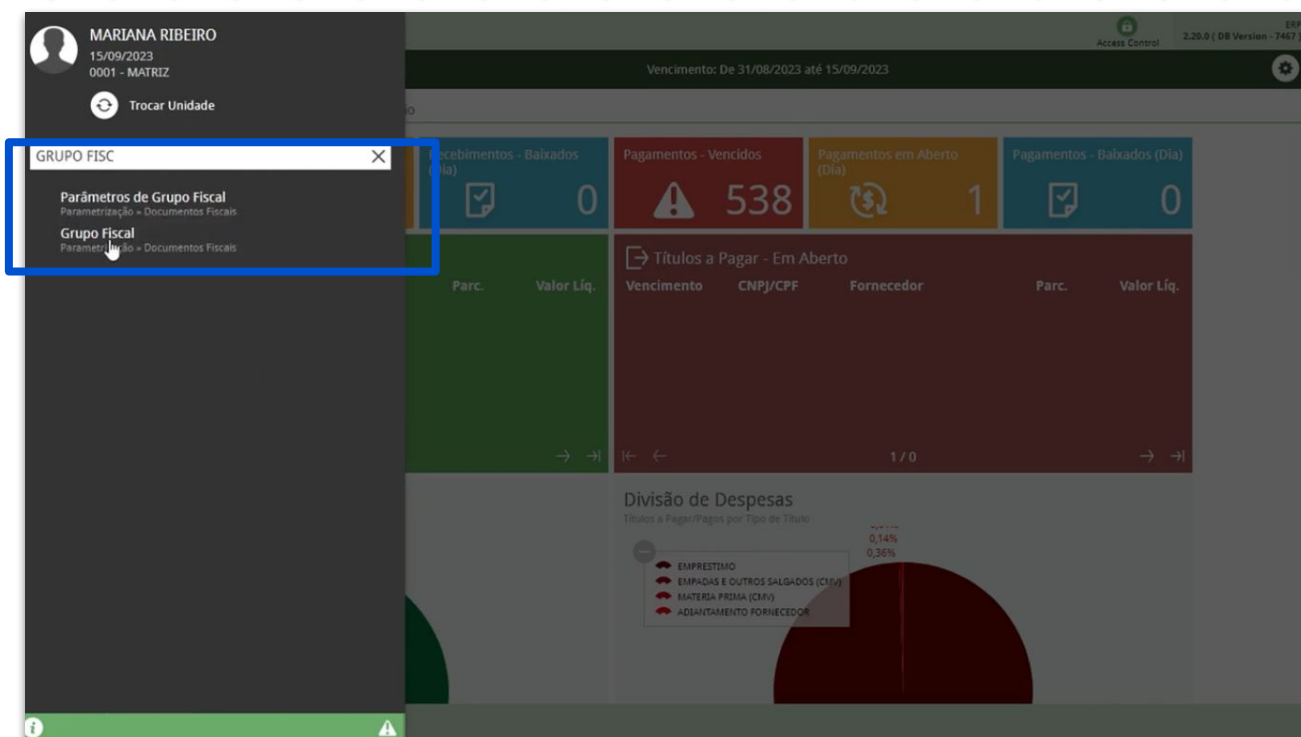 MARIANA RIBEIRO
15/09/2023
0001 - MATRIZ
Trocar Unidade
GRUPO FISC
Parâmetros de Grupo Fiscal
Parametrização » Documentos Fiscais
Grupo Fiscal
Documentos Fiscais
Access Control
ERP
2.20.0 ( DB Version - 7467 )
Vencimento: De 31/08/2023 até 15/09/2023
Recebimentos - Baixados
(Dia)
0
Pagamentos - Vencidos
538
Pagamentos em Aberto
(Dia)
1
Pagamentos - Baixados (Dia)
0
Parc. Valor Líq.
Títulos a Pagar - Em Aberto
Vencimento CNPJ/CPF Fornecedor Parc. Valor Líq.
1 / 0
Divisão de Despesas
Títulos a Pagar/Pagos por Tipo de Título
0,14%
0,36%
EMPRESTIMO
EMPADAS E OUTROS SALGADOS (CMV)
MATERIA PRIMA (CMV)
ADIANTAMENTO FORNECEDOR